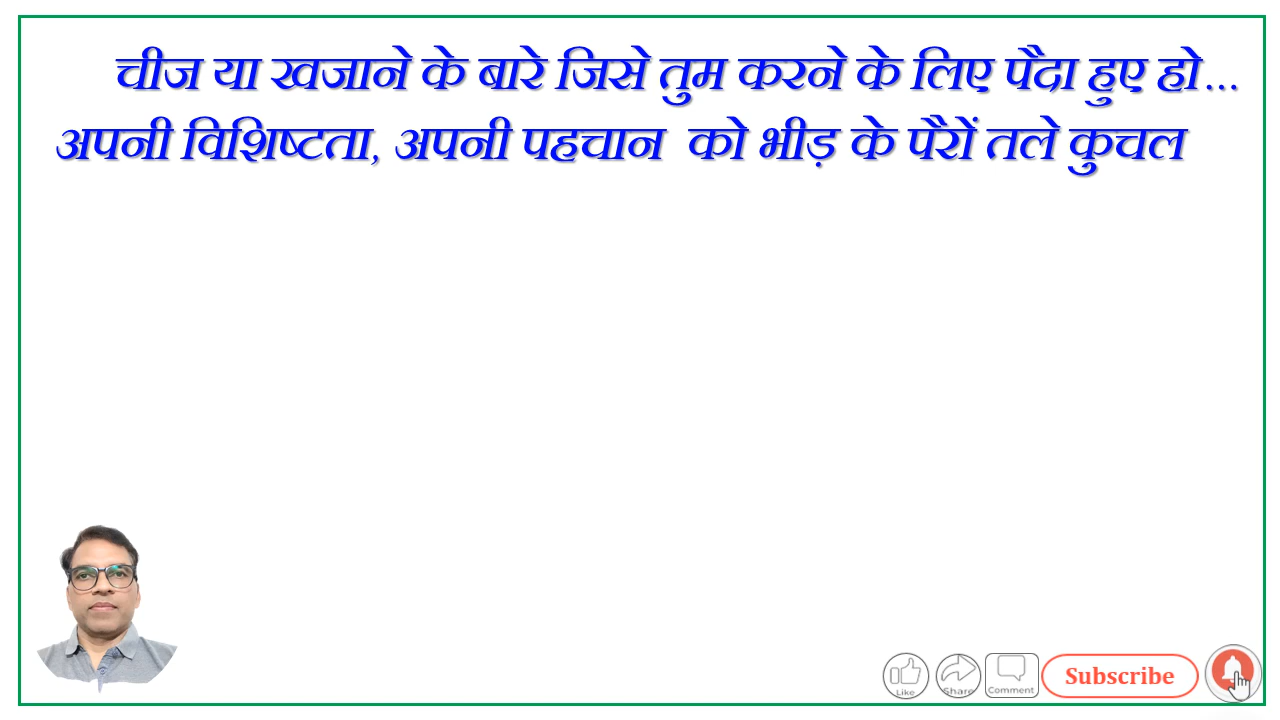 चीज या खजाने के बारे जिसे तुम करने के लिए पैदा हुए हो...
अपनी विशिष्टता, अपनी पहचान को भीड़ के पैरों तले कुचल
Like
Share
Comment
Subscribe